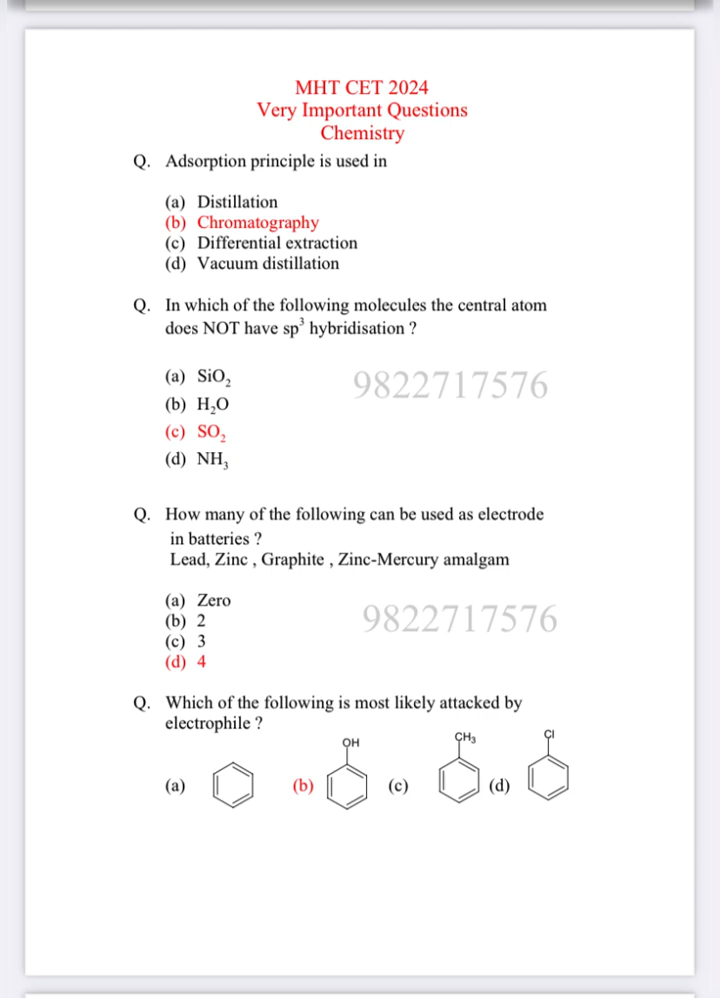 MHT CET 2024
Very Important Questions
Chemistry
Q. Adsorption principle is used in
(a) Distillation
(b) Chromatography
(c) Differential extraction
(d) Vacuum distillation
Q. In which of the following molecules the central atom
does NOT have sp³ hybridisation ?
(a) SiO₂
9822717576
(b) H₂O
(c) SO₂
(d) NH₃
Q. How many of the following can be used as electrode
in batteries ?
Lead, Zinc , Graphite , Zinc-Mercury amalgam
(a) Zero
(b) 2
9822717576
(c) 3
(d) 4
Q. Which of the following is most likely attacked by
electrophile ?
OH CH₃ Cl
(a) (b) (c) (d)